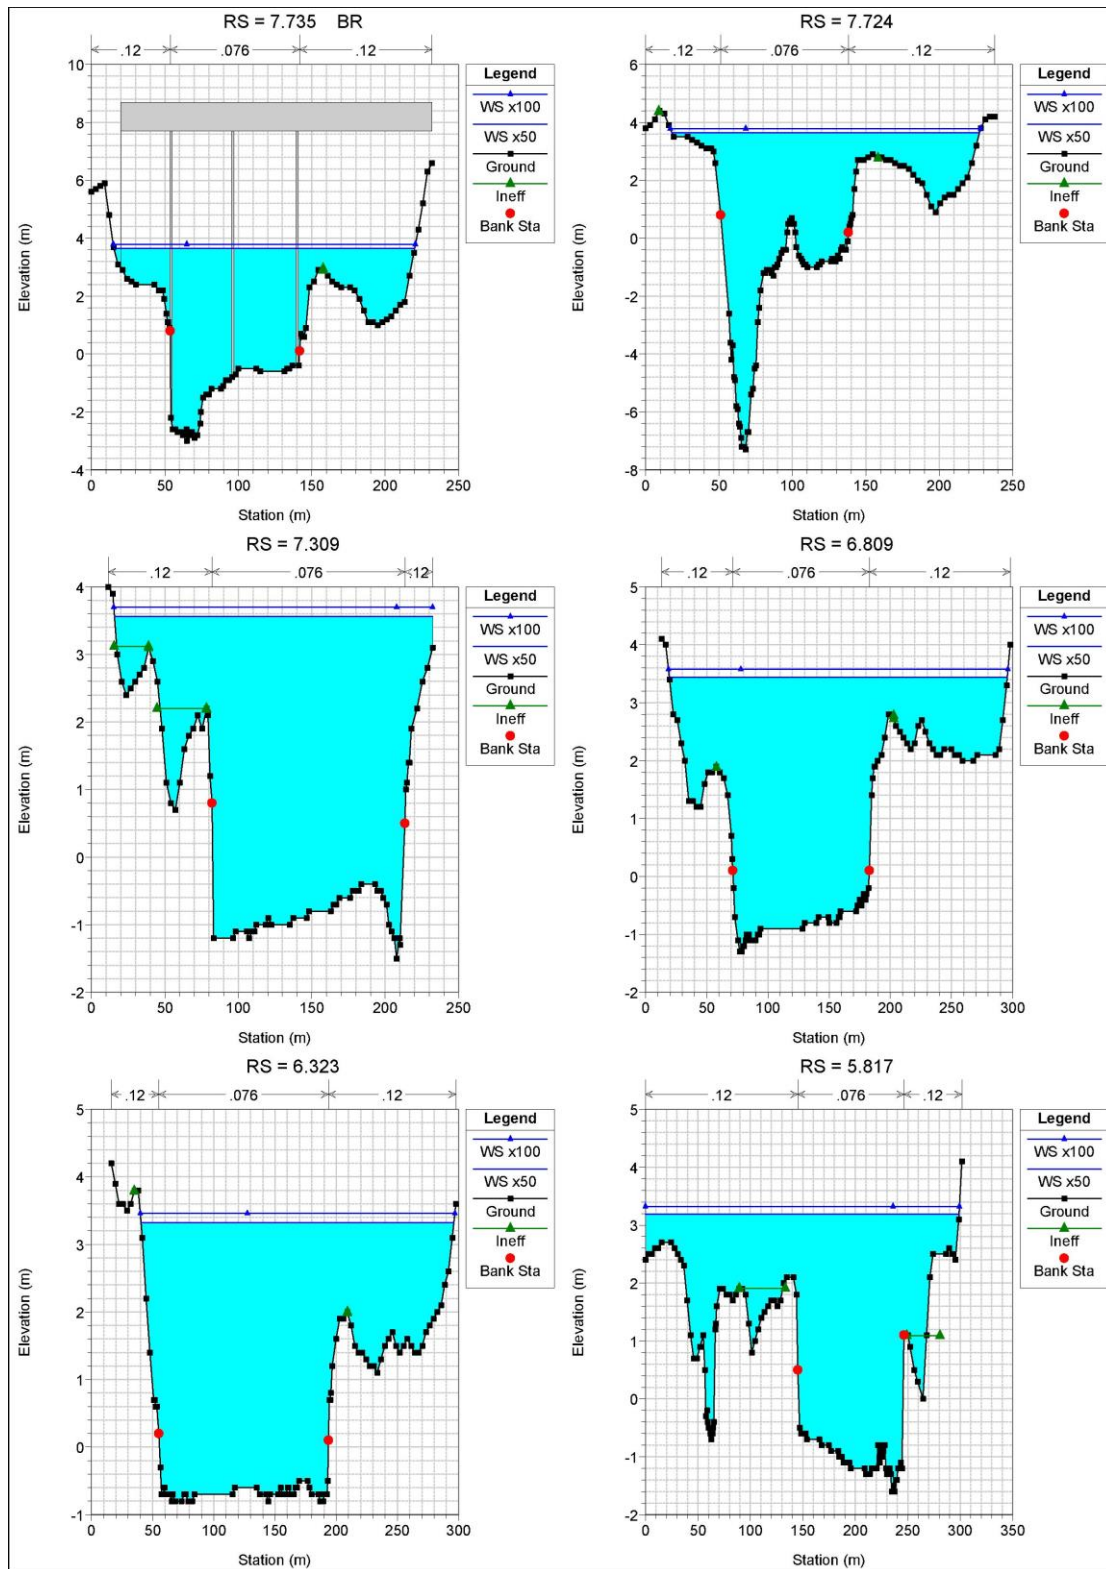 RS = 7.735 BR
.12 .076 .12
10
8
6
4
2
0
-2
-4
Elevation (m)
0 50 100 150 200 250
Station (m)
Legend
WS x100
WS x50
Ground
Ineff
Bank Sta
RS = 7.724
.12 .076 .12
6
4
2
0
-2
-4
-6
-8
Elevation (m)
0 50 100 150 200 250
Station (m)
Legend
WS x100
WS x50
Ground
Ineff
Bank Sta
RS = 7.309
.12 .076 .12
4
3
2
1
0
-1
-2
Elevation (m)
0 50 100 150 200 250
Station (m)
Legend
WS x100
WS x50
Ground
Ineff
Bank Sta
RS = 6.809
.12 .076 .12
5
4
3
2
1
0
-1
-2
Elevation (m)
0 50 100 150 200 250 300
Station (m)
Legend
WS x100
WS x50
Ground
Ineff
Bank Sta
RS = 6.323
.12 .076 .12
5
4
3
2
1
0
-1
Elevation (m)
0 50 100 150 200 250 300
Station (m)
Legend
WS x100
WS x50
Ground
Ineff
Bank Sta
RS = 5.817
.12 .076 .12
5
4
3
2
1
0
-1
-2
Elevation (m)
0 50 100 150 200 250 300 350
Station (m)
Legend
WS x100
WS x50
Ground
Ineff
Bank Sta